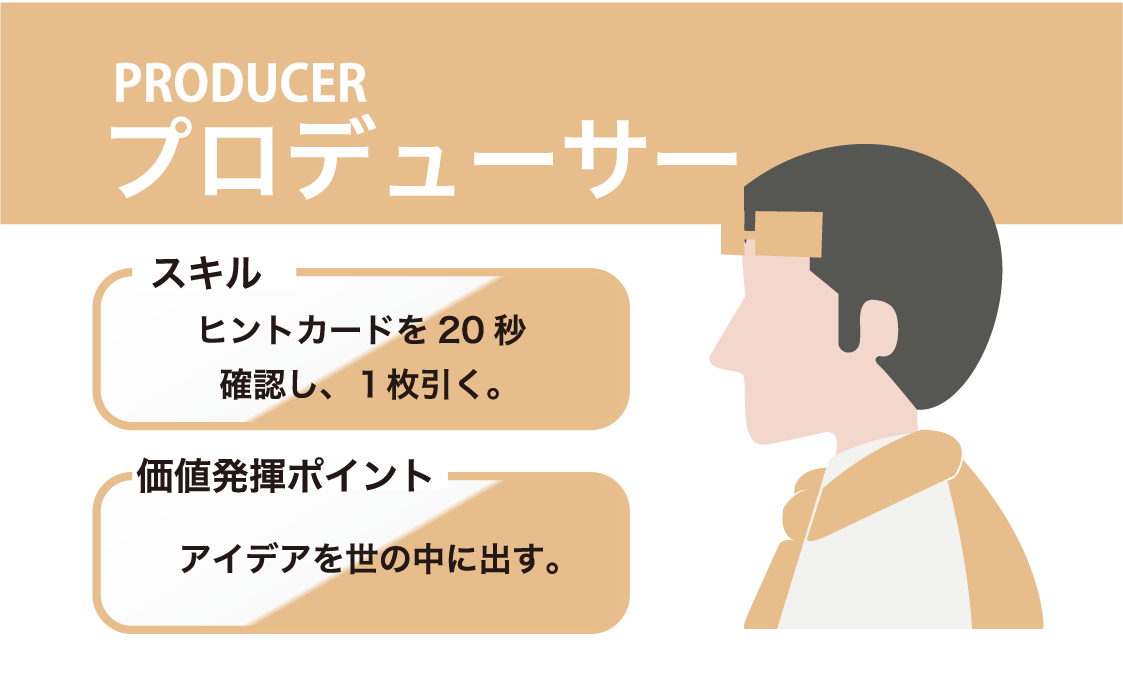 PRODUCER
プロデューサー
スキル
ヒントカードを 20 秒
確認し、１枚引く。
価値発揮ポイント
アイデアを世の中に出す。